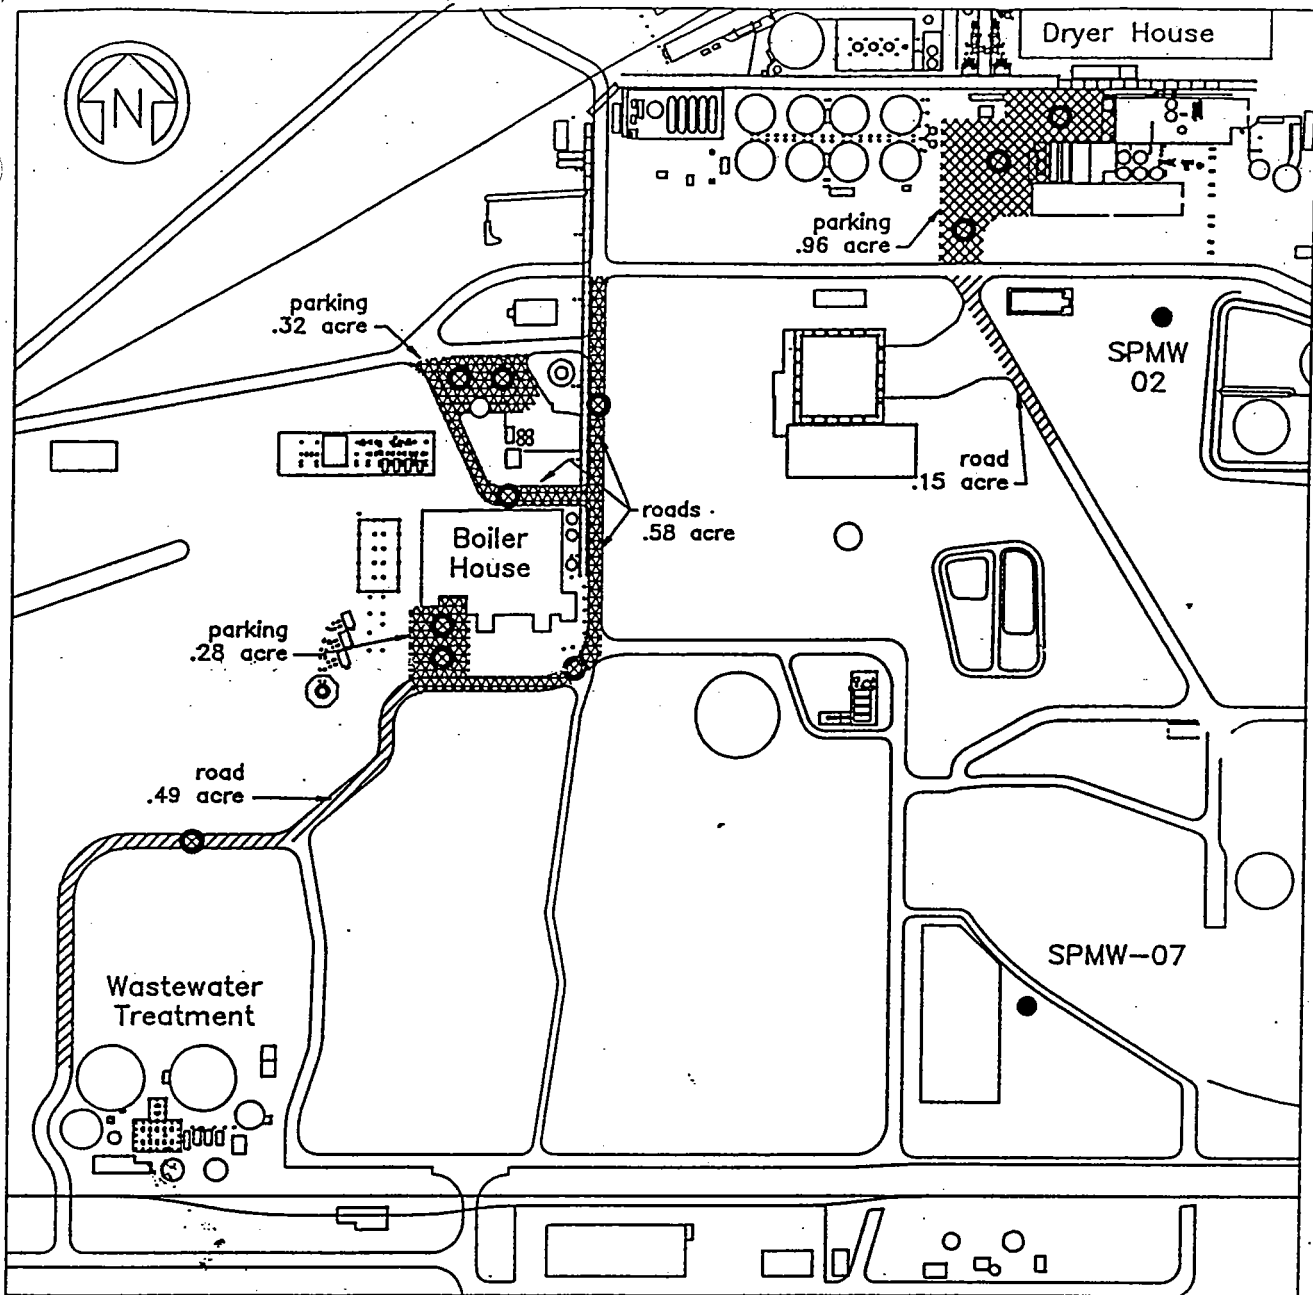 Dryer House
N
parking
.96 acre
parking
.32 acre
SPMW
02
road
.15 acre
roads
.58 acre
Boiler
House
parking
.28 acre
road
.49 acre
SPMW-07
Wastewater
Treatment